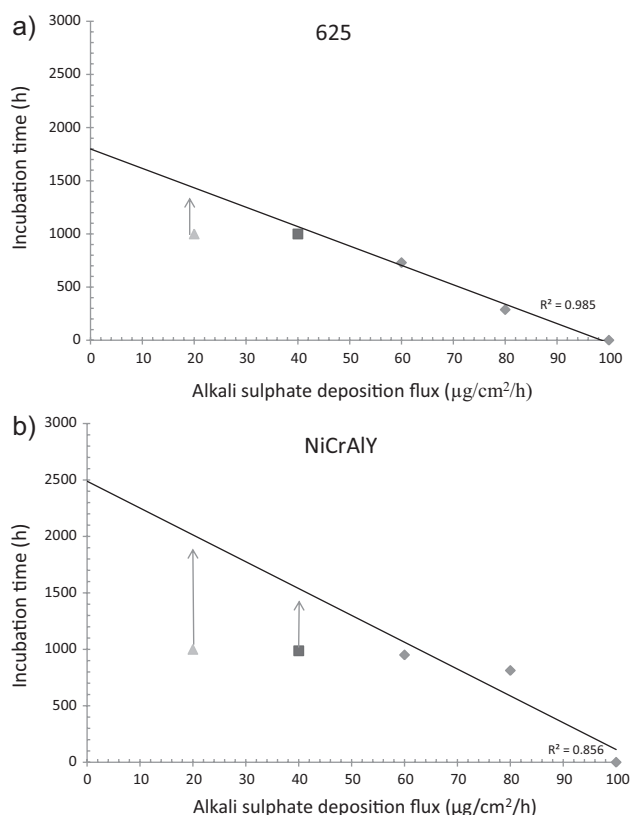 a)
625
3000
2500
2000
1500
1000
500
0
Incubation time (h)
R² = 0.985
0 10 20 30 40 50 60 70 80 90 100
Alkali sulphate deposition flux (µg/cm²/h)
b)
NiCrAlY
3000
2500
2000
1500
1000
500
0
Incubation time (h)
R² = 0.856
0 10 20 30 40 50 60 70 80 90 100
Alkali sulphate deposition flux (µg/cm²/h)